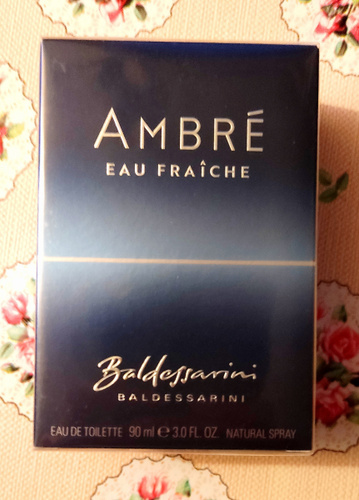 AMBRÉ
EAU FRAÎCHE
Baldessarini
BALDESSARINI
EAU DE TOILETTE 90 ml ℮ 3.0 FL. OZ. NATURAL SPRAY